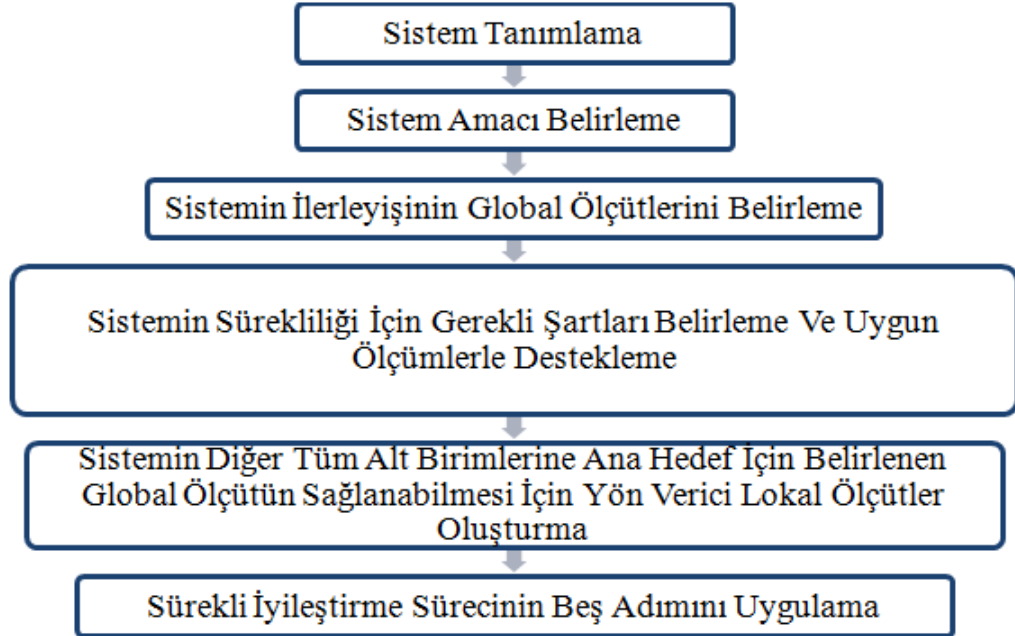 Sistem Tanımlama
Sistem Amacı Belirleme
Sistemin İlerleyişinin Global Ölçütlerini Belirleme
Sistemin Sürekliliği İçin Gerekli Şartları Belirleme Ve Uygun
Ölçümlerle Destekleme
Sistemin Diğer Tüm Alt Birimlerine Ana Hedef İçin Belirlenen
Global Ölçütün Sağlanabilmesi İçin Yön Verici Lokal Ölçütler
Oluşturma
Sürekli İyileştirme Sürecinin Beş Adımını Uygulama